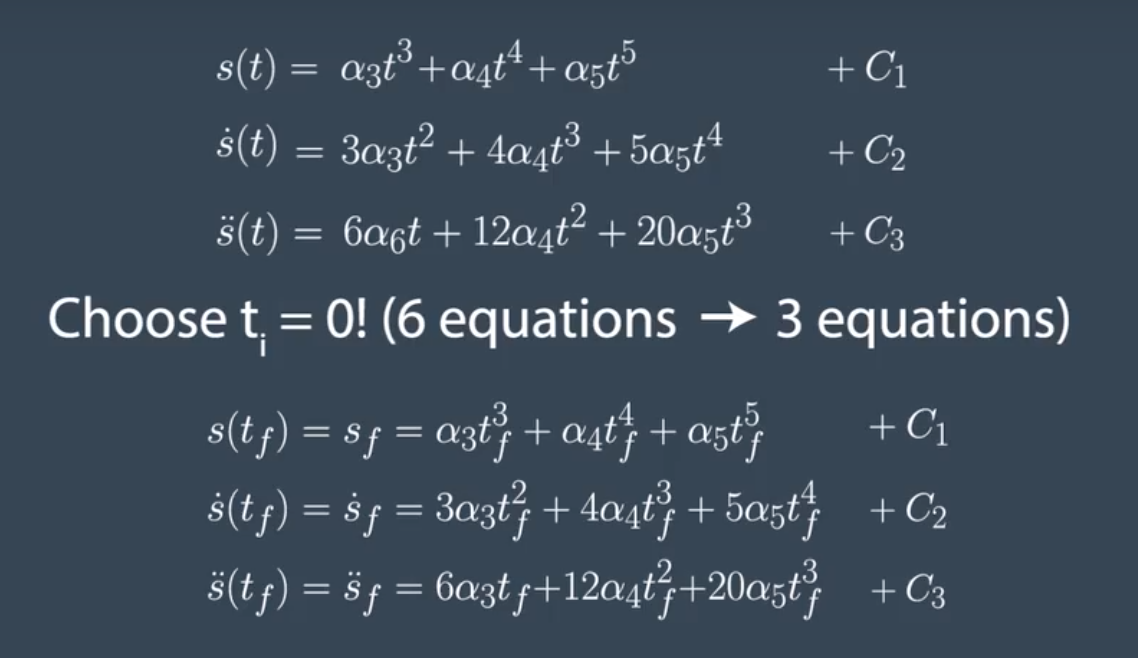 s(t) = α₃t³+α₄t⁴+α₅t⁵ + C₁
ṡ(t) = 3α₃t² + 4α₄t³ + 5α₅t⁴ + C₂
s̈(t) = 6α₆t + 12α₄t² + 20α₅t³ + C₃
Choose tᵢ = 0! (6 equations → 3 equations)
s(t_f) = s_f = α₃t_f³ + α₄t_f⁴ + α₅t_f⁵ + C₁
ṡ(t_f) = ṡ_f = 3α₃t_f² + 4α₄t_f³ + 5α₅t_f⁴ + C₂
s̈(t_f) = s̈_f = 6α₃t_f+12α₄t_f²+20α₅t_f³ + C₃